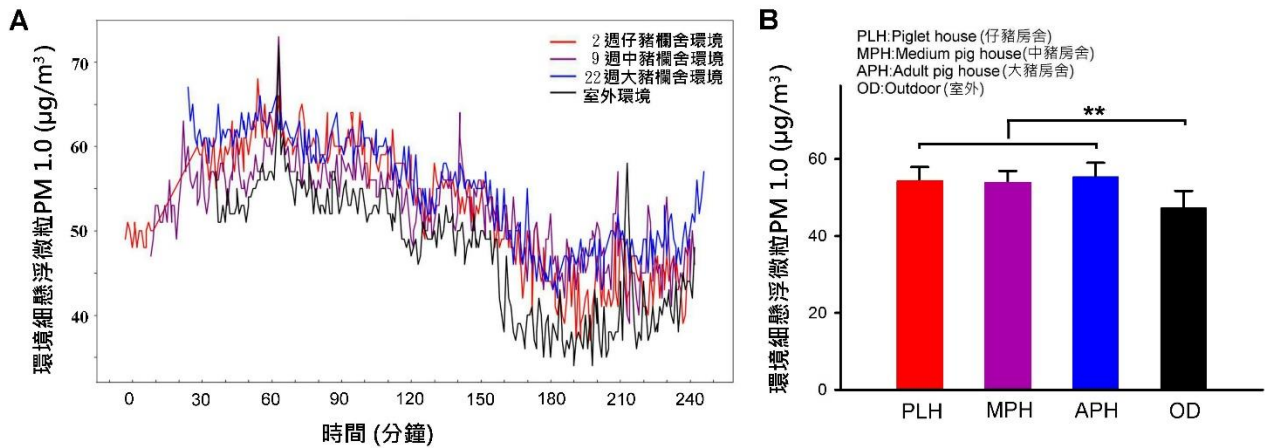 A
環境細懸浮微粒PM 1.0 (μg/m³)
70
60
50
40
2週仔豬欄舍環境
9週中豬欄舍環境
22週大豬欄舍環境
室外環境
0 30 60 90 120 150 180 210 240
時間 (分鐘)
B
PLH:Piglet house (仔豬房舍)
MPH:Medium pig house (中豬房舍)
APH:Adult pig house (大豬房舍)
OD:Outdoor (室外)
**
環境細懸浮微粒PM 1.0 (μg/m³)
60
40
20
0
PLH MPH APH OD